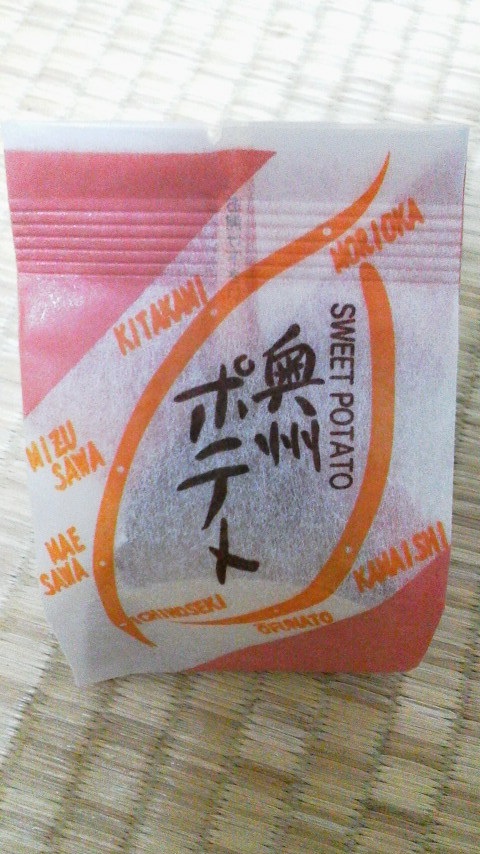 MORIOKA
KITAKAMI
SWEET POTATO
奥州
ポテト
MIZU
SAWA
MAE
SAWA
KAMAISHI
ICHINOSEKI
OFUNATO